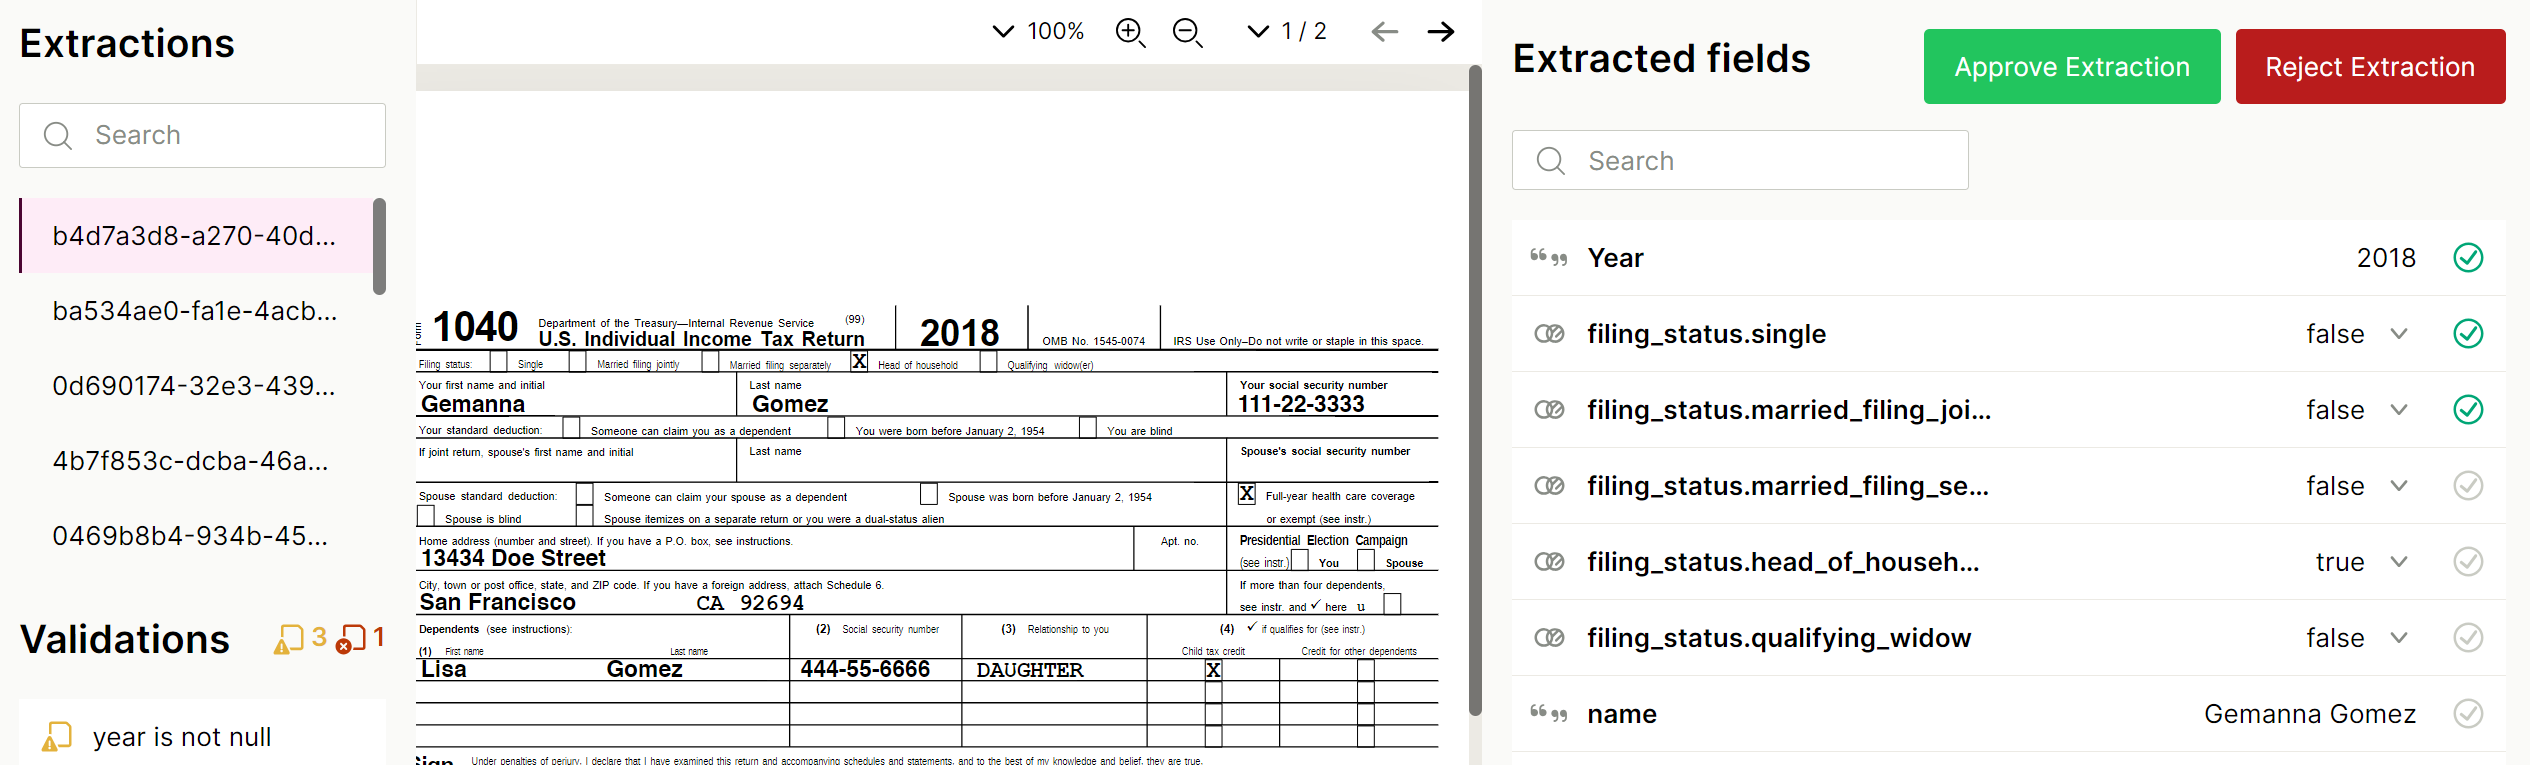 Extractions
Search
b4d7a3d8-a270-40d...
ba534ae0-fa1e-4acb...
0d690174-32e3-439...
4b7f853c-dcba-46a...
0469b8b4-934b-45...
Validations 3 1
year is not null
100% 1 / 2
1040 Department of the Treasury—Internal Revenue Service (99)
U.S. Individual Income Tax Return 2018 OMB No. 1545-0074 IRS Use Only–Do not write or staple in this space.
Filing status: Single Married filing jointly Married filing separately X Head of household Qualifying widow(er)
Your first name and initial Last name Your social security number
Gemanna Gomez 111-22-3333
Your standard deduction: Someone can claim you as a dependent You were born before January 2, 1954 You are blind
If joint return, spouse's first name and initial Last name Spouse's social security number
Spouse standard deduction: Someone can claim your spouse as a dependent Spouse was born before January 2, 1954 X Full-year health care coverage
Spouse is blind Spouse itemizes on a separate return or you were a dual-status alien or exempt (see instr.)
Home address (number and street). If you have a P.O. box, see instructions. Apt. no. Presidential Election Campaign
13434 Doe Street (see instr.) You Spouse
City, town or post office, state, and ZIP code. If you have a foreign address, attach Schedule 6. If more than four dependents,
San Francisco CA 92694 see instr. and ✓ here u
Dependents (see instructions): (2) Social security number (3) Relationship to you (4) ✓ if qualifies for (see instr.)
(1) First name Last name Child tax credit Credit for other dependents
Lisa Gomez 444-55-6666 DAUGHTER X
Sign Under penalties of perjury, I declare that I have examined this return and accompanying schedules and statements, and to the best of my knowledge and belief, they are true,
Extracted fields
Approve Extraction
Reject Extraction
Search
Year 2018
filing_status.single false
filing_status.married_filing_joi... false
filing_status.married_filing_se... false
filing_status.head_of_househ... true
filing_status.qualifying_widow false
name Gemanna Gomez